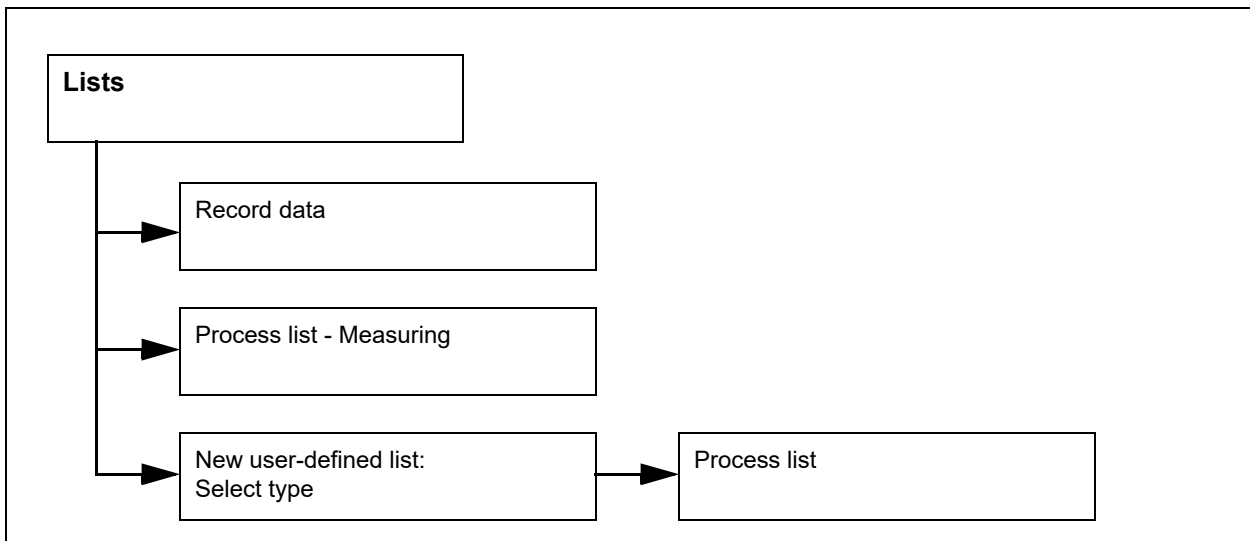 Lists
Record data
Process list - Measuring
New user-defined list:
Select type
Process list